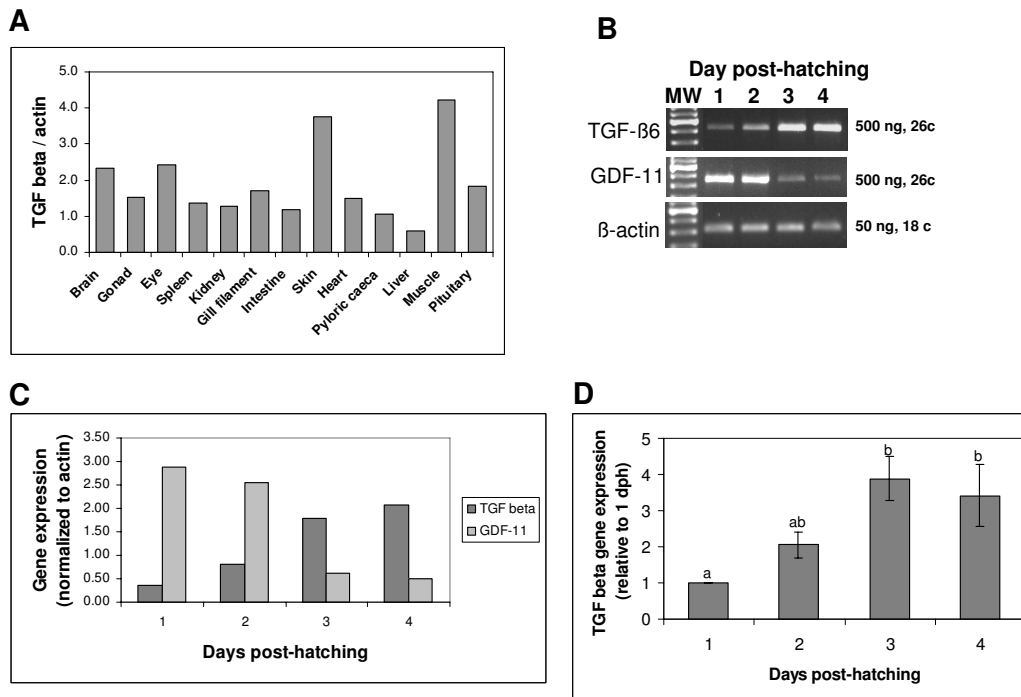 A
TGF beta / actin
5.0
4.0
3.0
2.0
1.0
0.0
Brain
Gonad
Eye
Spleen
Kidney
Gill filament
Intestine
Skin
Heart
Pyloric caeca
Liver
Muscle
Pituitary
B
Day post-hatching
MW 1 2 3 4
TGF-ß6 500 ng, 26c
GDF-11 500 ng, 26c
ß-actin 50 ng, 18 c
C
Gene expression
(normalized to actin)
3.50
3.00
2.50
2.00
1.50
1.00
0.50
0.00
1 2 3 4
Days post-hatching
TGF beta
GDF-11
D
TGF beta gene expression
(relative to 1 dph)
5
4
3
2
1
0
a
ab
b
b
1 2 3 4
Days post-hatching